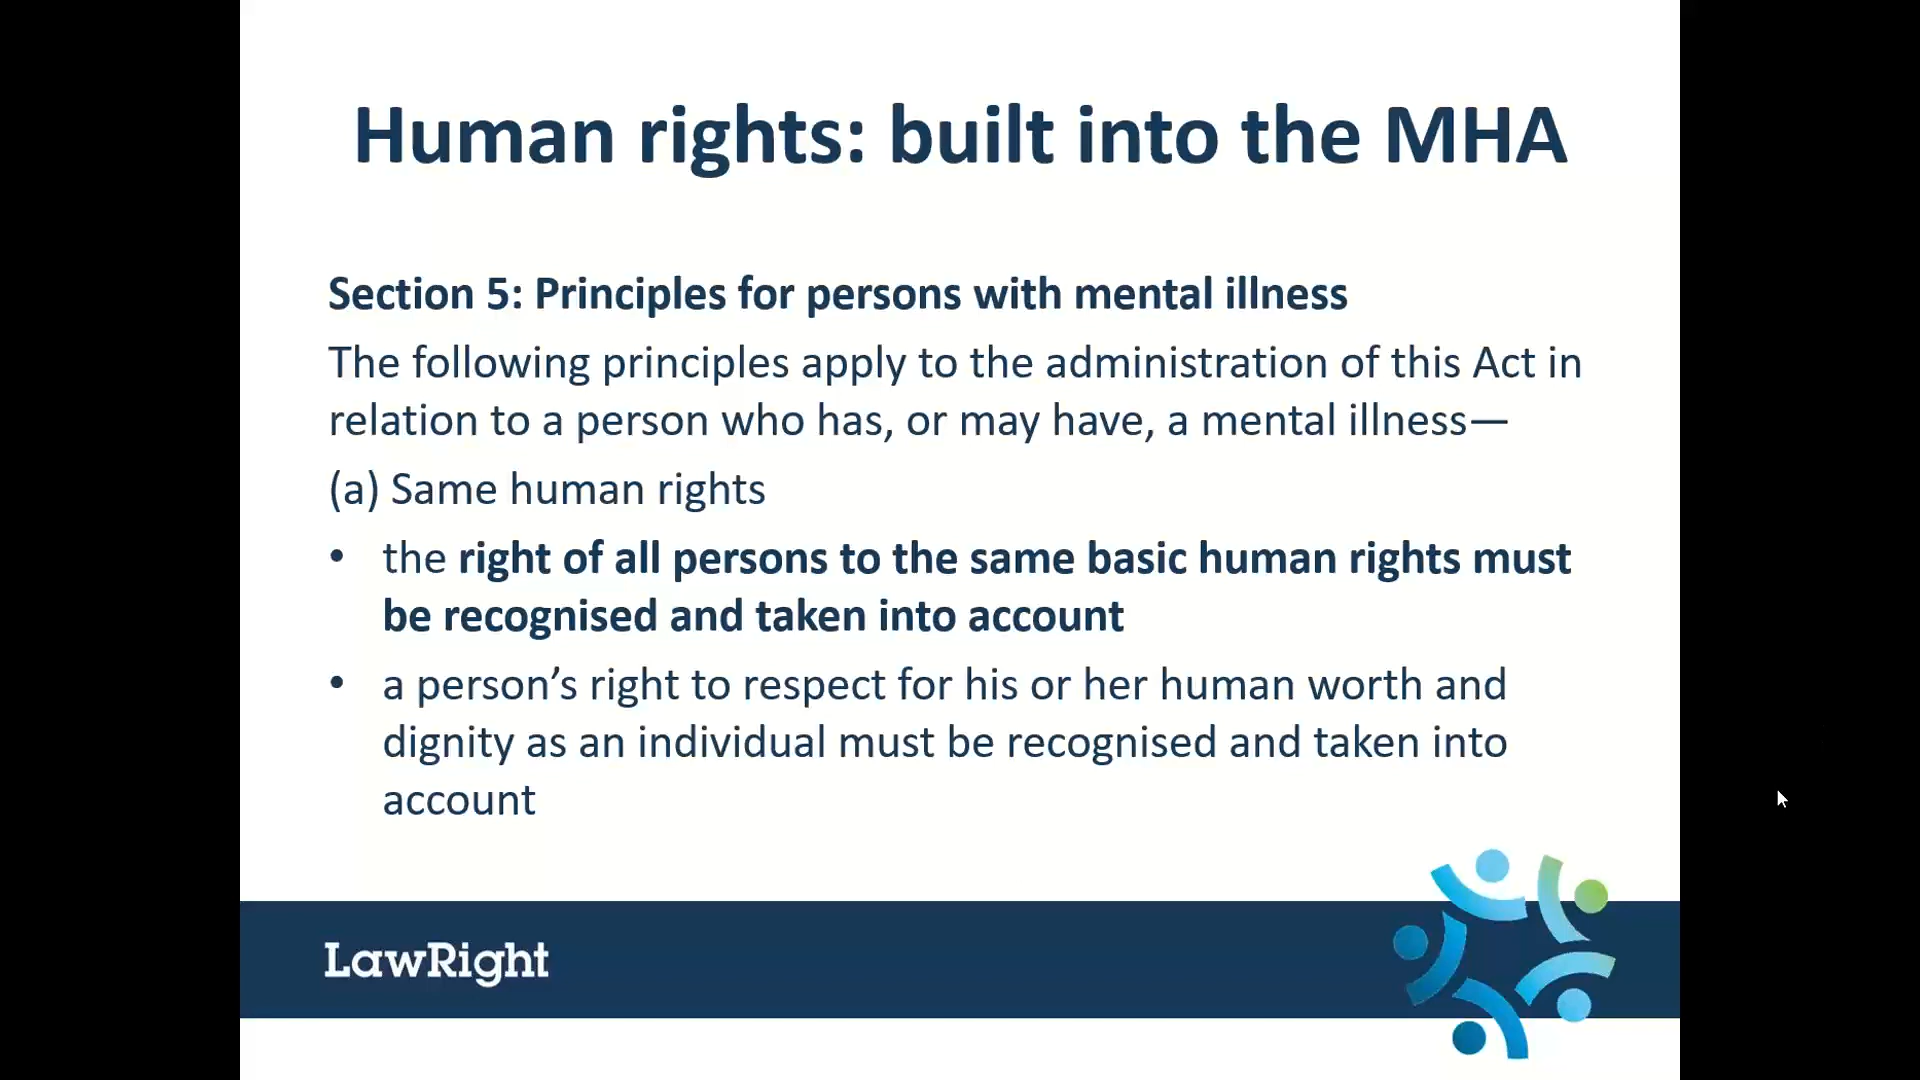 Human rights: built into the MHA
Section 5: Principles for persons with mental illness
The following principles apply to the administration of this Act in
relation to a person who has, or may have, a mental illness—
(a) Same human rights
• the right of all persons to the same basic human rights must
be recognised and taken into account
• a person’s right to respect for his or her human worth and
dignity as an individual must be recognised and taken into
account
LawRight